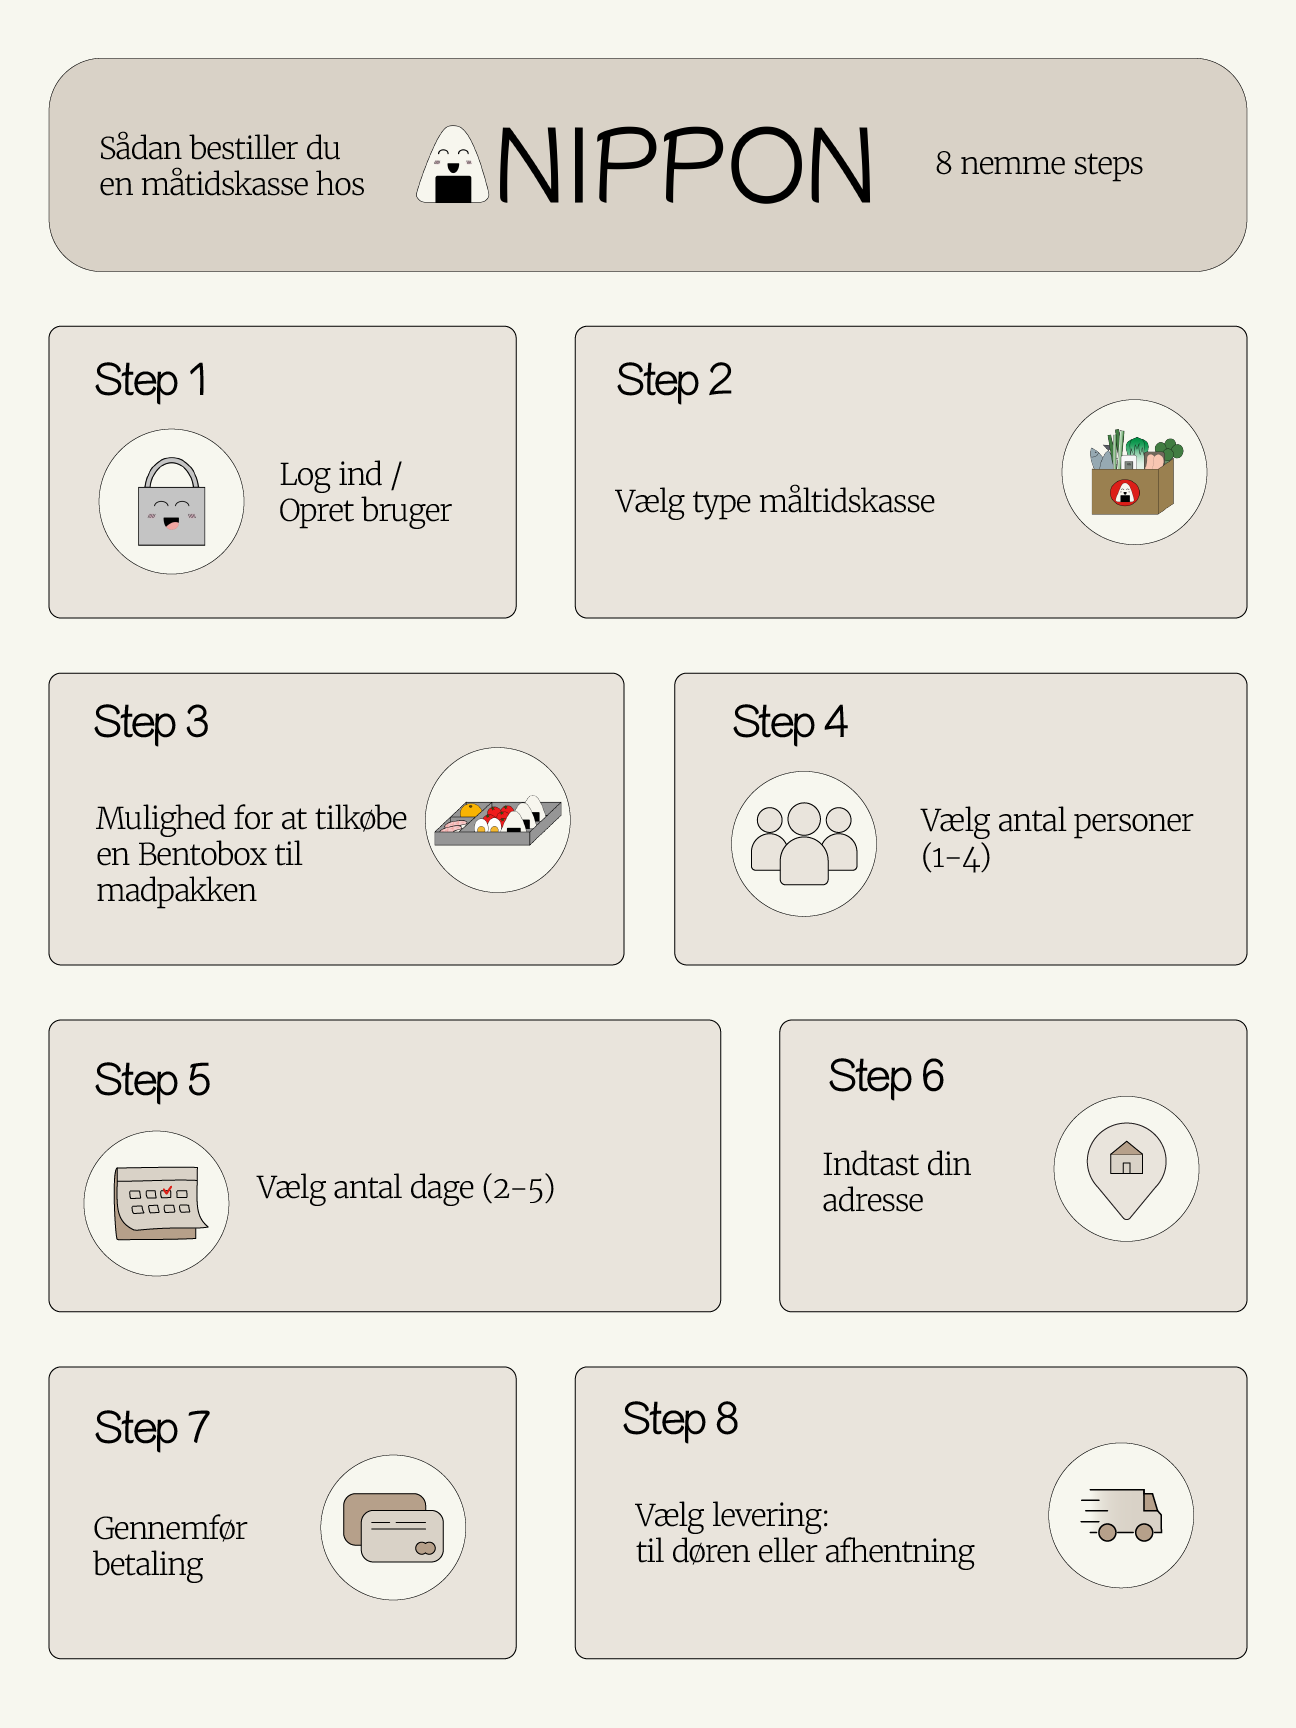 Sådan bestiller du
en måtidskasse hos
NIPPON
8 nemme steps
Step 1
Log ind /
Opret bruger
Step 2
Vælg type måltidskasse
Step 3
Mulighed for at tilkøbe
en Bentobox til
madpakken
Step 4
Vælg antal personer
(1-4)
Step 5
Vælg antal dage (2-5)
Step 6
Indtast din
adresse
Step 7
Gennemfør
betaling
Step 8
Vælg levering:
til døren eller afhentning